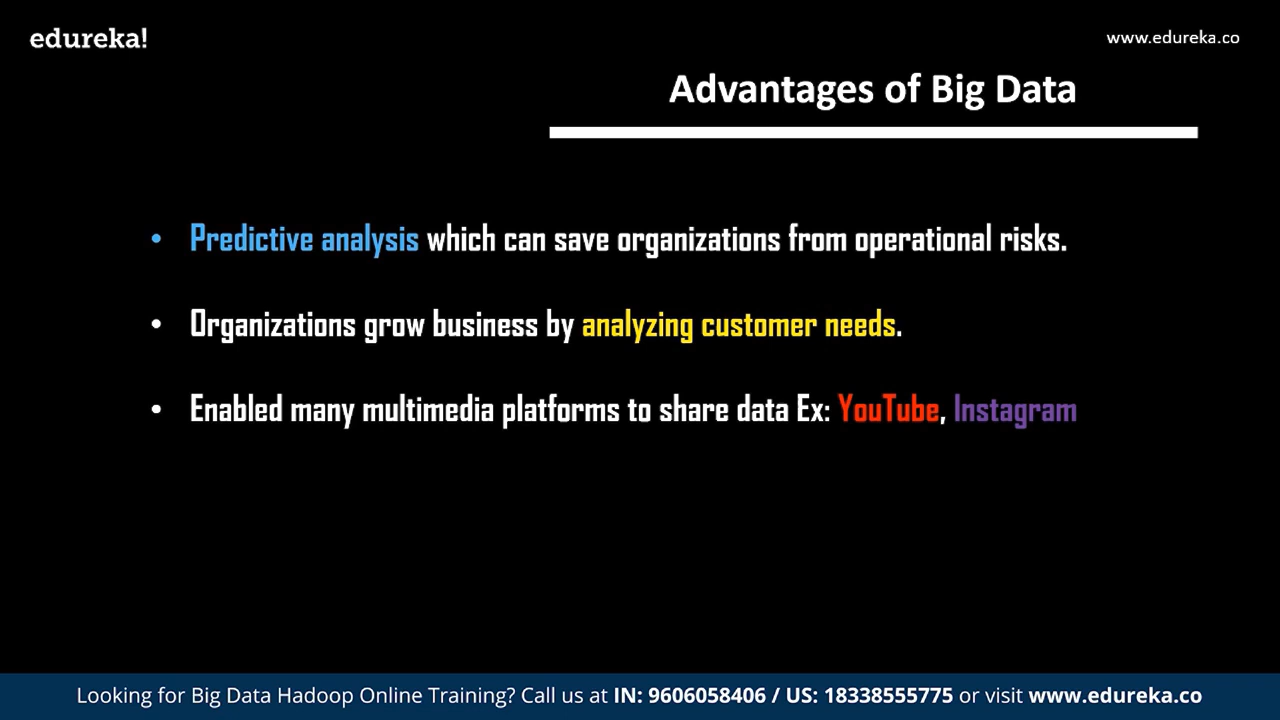 edureka!
www.edureka.co
Advantages of Big Data
• Predictive analysis which can save organizations from operational risks.
• Organizations grow business by analyzing customer needs.
• Enabled many multimedia platforms to share data Ex: YouTube, Instagram
Looking for Big Data Hadoop Online Training? Call us at IN: 9606058406 / US: 18338555775 or visit www.edureka.co